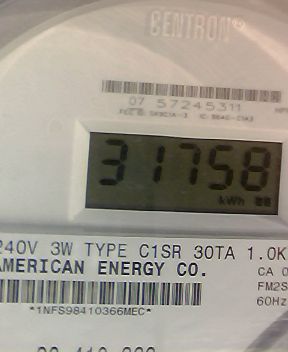 CENTRON®
07 57245311
31758
kWh 88
240V 3W TYPE C1SR 30TA 1.0K
AMERICAN ENERGY CO.
CA 0
FM2S
60Hz
*1NFS98410366MEC*